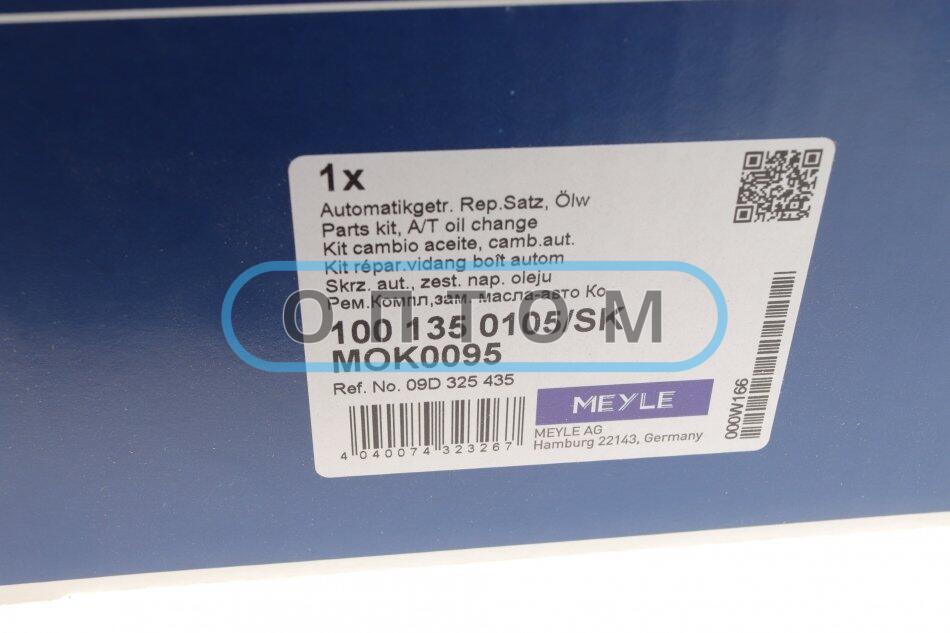 1x
Automatikgetr. Rep.Satz, Ölw
Parts kit, A/T oil change
Kit cambio aceite, camb.aut.
Kit répar.vidang boît autom
Skrz. aut., zest. nap. oleju
Рем.Компл,зам. масла-авто Ко
ОПТОМ
100 135 0105/SK
MOK0095
Ref. No. 09D 325 435
4 040074 323267
MEYLE
MEYLE AG
Hamburg 22143, Germany
000W166